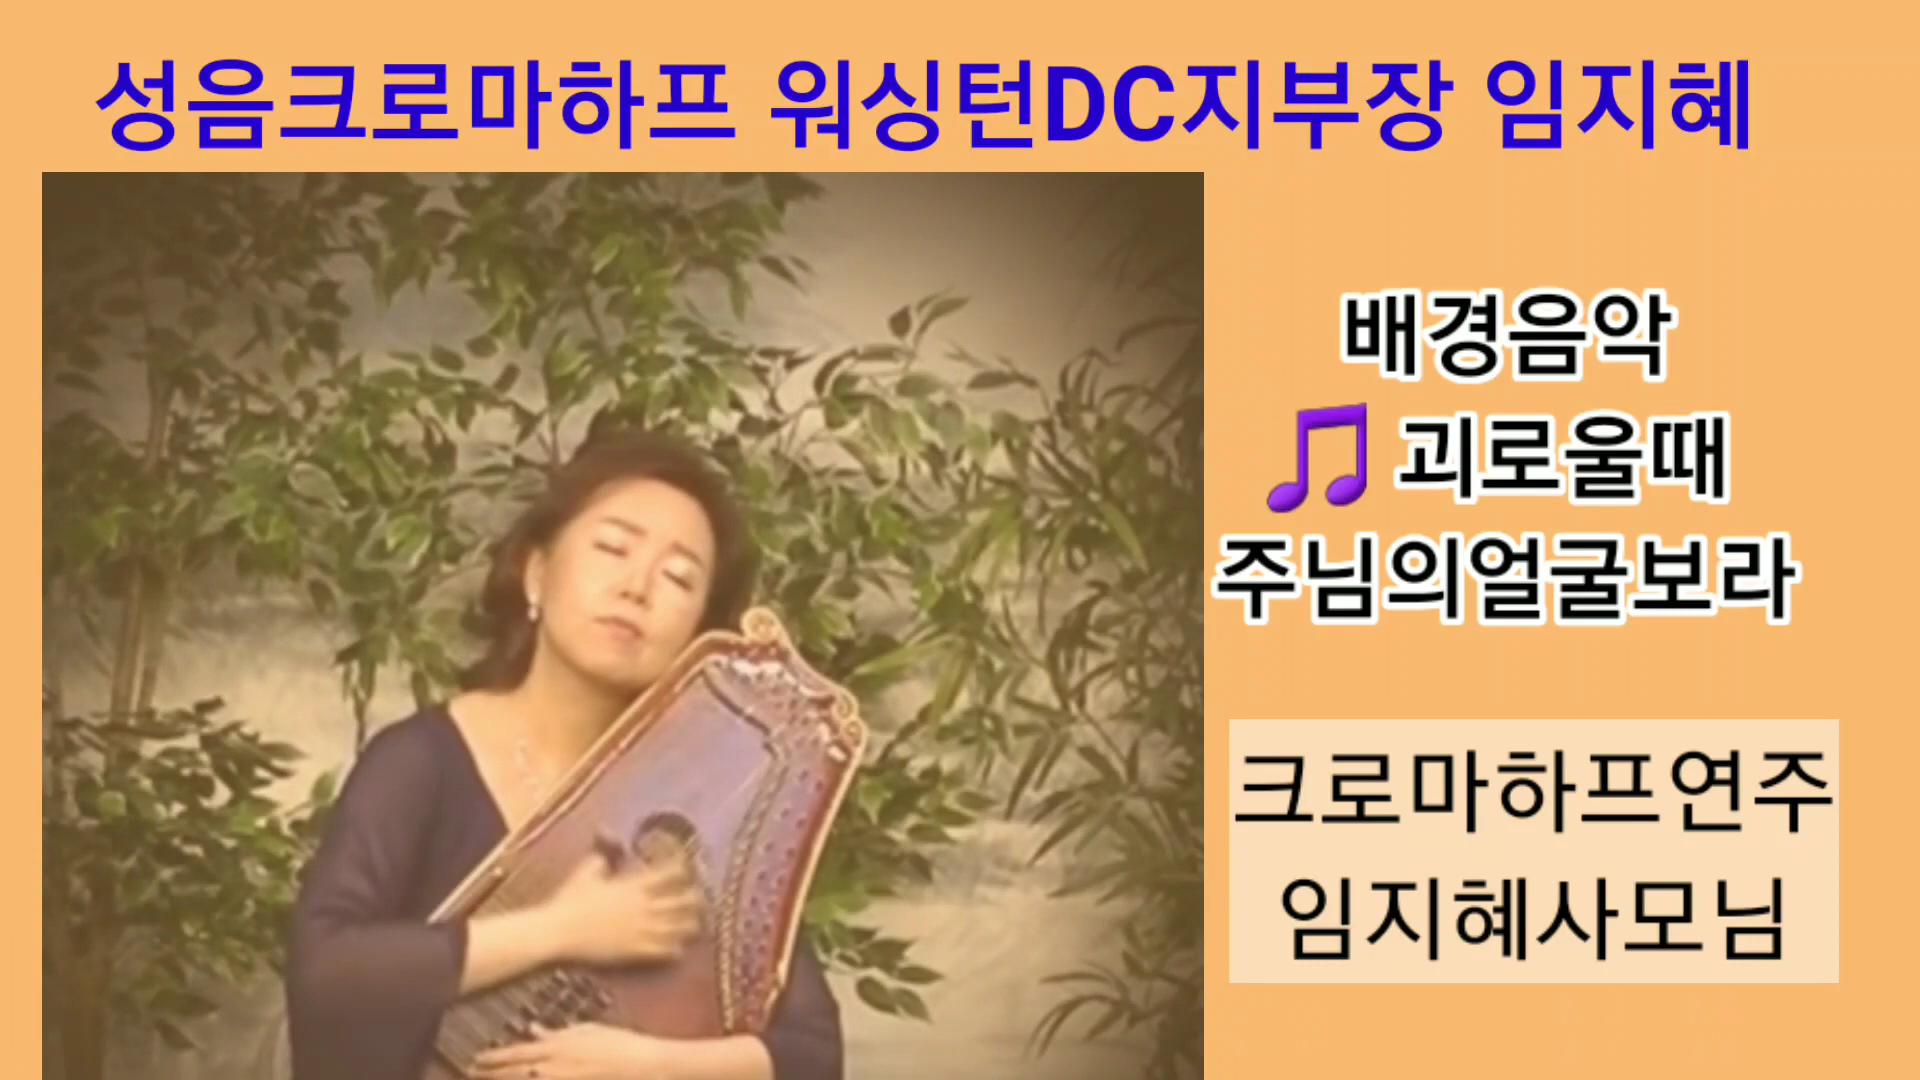 성음크로마하프 워싱턴DC지부장 임지혜
배경음악
🎵 괴로울때
주님의얼굴보라
크로마하프연주
임지혜사모님